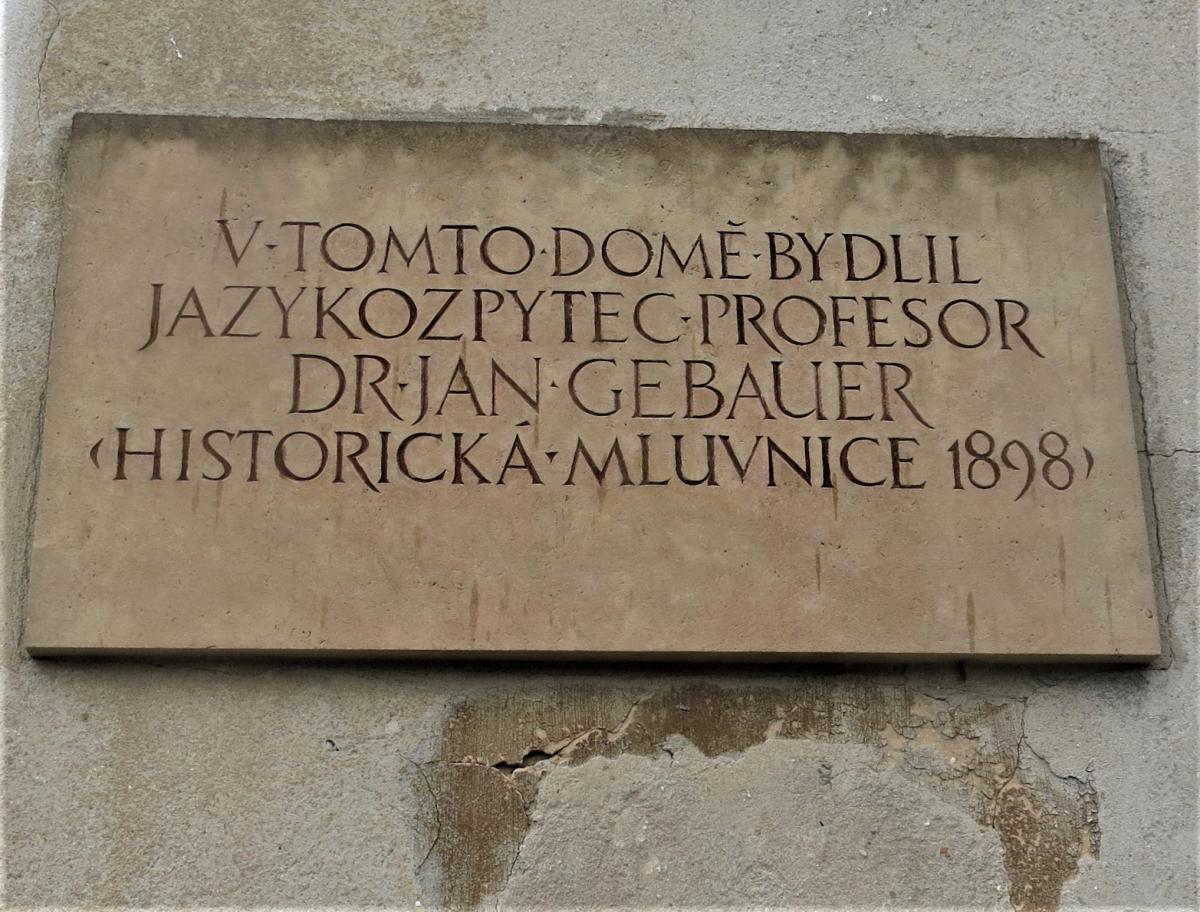 V·TOMTO·DOMĚ·BYDLIL
JAZYKOZPYTEC·PROFESOR
DR·JAN·GEBAUER
(HISTORICKÁ·MLUVNICE 1898)